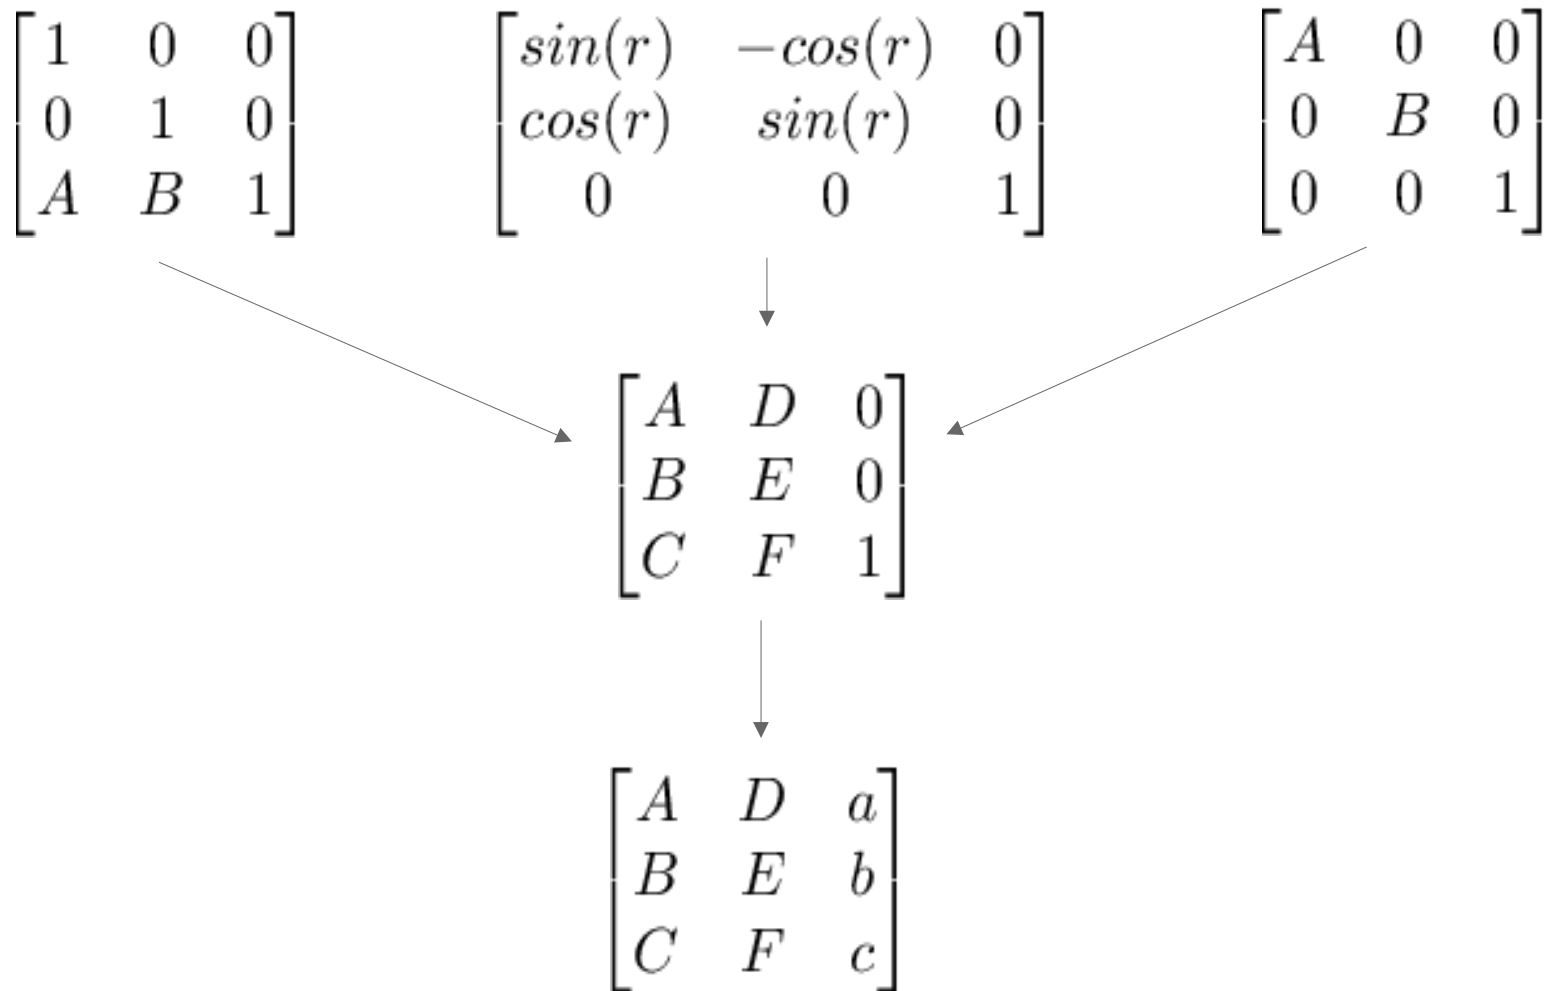 1 0 0
0 1 0
A B 1
sin(r) −cos(r) 0
cos(r) sin(r) 0
0 0 1
A 0 0
0 B 0
0 0 1
A D 0
B E 0
C F 1
A D a
B E b
C F c